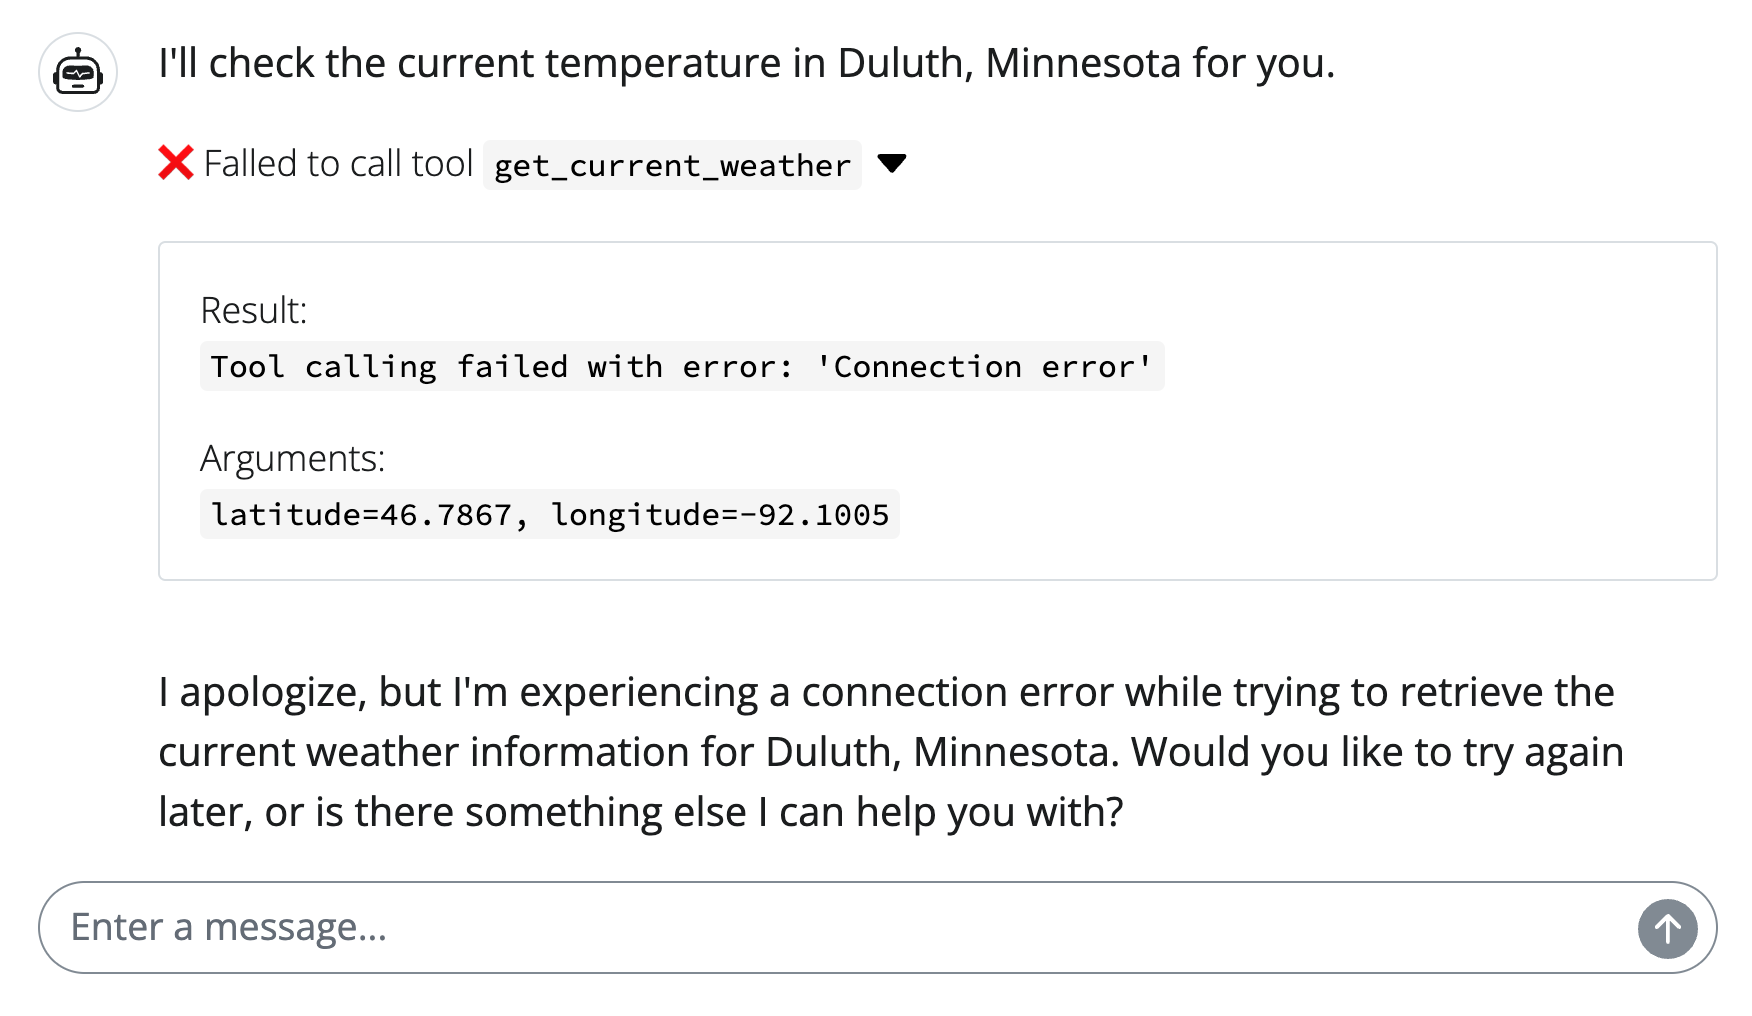 I'll check the current temperature in Duluth, Minnesota for you.
❌ Falled to call tool get_current_weather ▼
Result:
Tool calling failed with error: 'Connection error'
Arguments:
latitude=46.7867, longitude=-92.1005
I apologize, but I'm experiencing a connection error while trying to retrieve the
current weather information for Duluth, Minnesota. Would you like to try again
later, or is there something else I can help you with?
Enter a message...